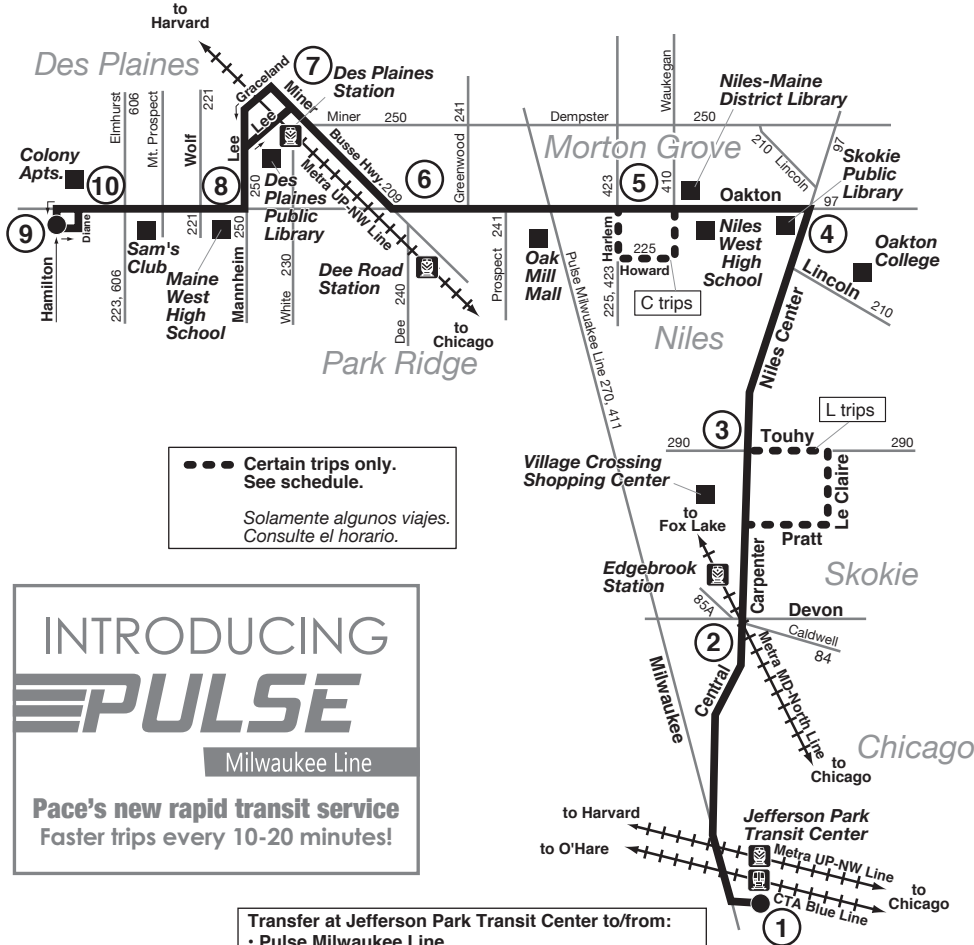 to
Harvard
Des Plaines
7
Des Plaines
Station
Graceland
Miner
Lee
Lee
Elmhurst
606
Mt. Prospect
Wolf
221
Miner 250
Busse Hwy. 209
Metra UP-NW Line
Greenwood 241
Dempster 250
Waukegan
Niles-Maine
District Library
Morton Grove
210 Lincoln
97
Skokie
Public
Library
Colony
Apts.
10
8
250
6
423
5
410
Oakton
97
9
Diane
Hamilton
Sam's
Club
223, 606
221
Maine
West
High
School
Mannheim 250
Des
Plaines
Public
Library
White 230
Dee Road
Station
Dee 240
to
Chicago
Prospect 241
Oak
Mill
Mall
Pulse Milwaukee Line 270, 411
Harlem
225, 423
225
Howard
C trips
Niles
West
High
School
4
Oakton
College
Lincoln
210
Niles
Park Ridge
Niles Center
3
L trips
Touhy
290
290
Le Claire
Pratt
Village Crossing
Shopping Center
to
Fox Lake
Edgebrook
Station
Carpenter
Skokie
85A
Devon
Caldwell
84
2
Milwaukee
Central
Metra MD-North Line
to
Chicago
Chicago
Certain trips only.
See schedule.
Solamente algunos viajes.
Consulte el horario.
INTRODUCING
PULSE
Milwaukee Line
Pace's new rapid transit service
Faster trips every 10-20 minutes!
to Harvard
to O'Hare
Jefferson Park
Transit Center
Metra UP-NW Line
CTA Blue Line
to
Chicago
1
Transfer at Jefferson Park Transit Center to/from:
· Pulse Milwaukee Line